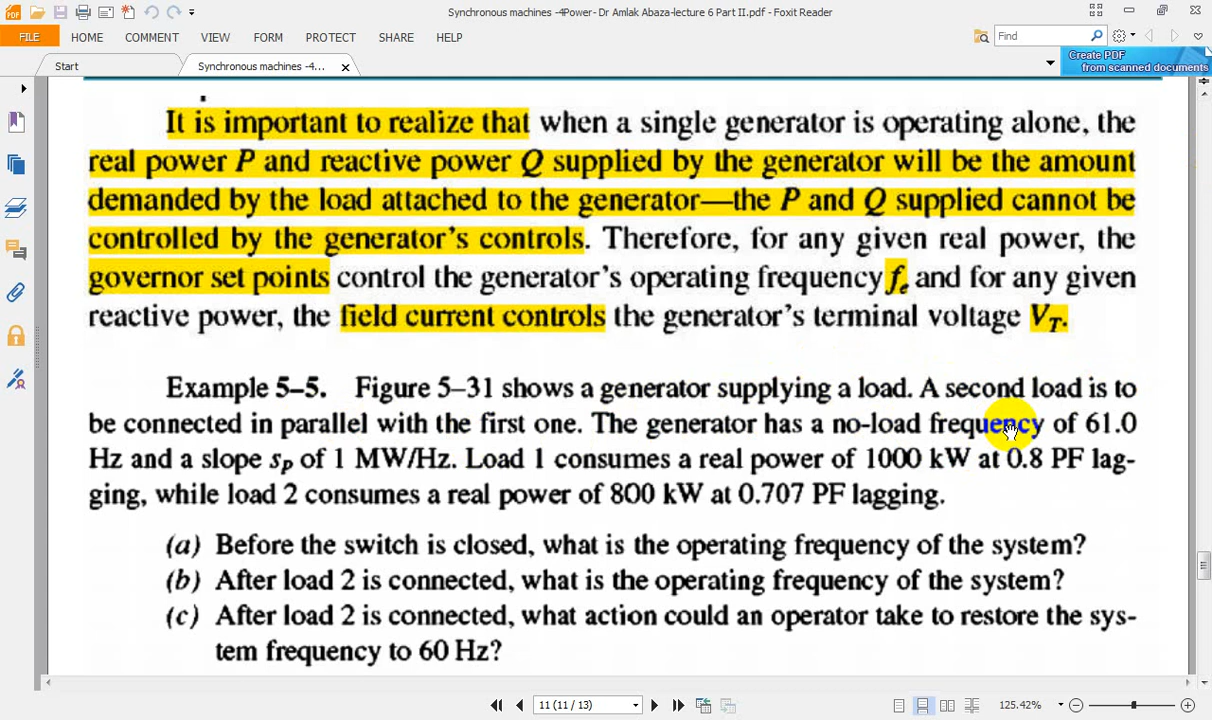 Synchronous machines -4Power- Dr Amlak Abaza-lecture 6 Part II.pdf - Foxit Reader
FILE HOME COMMENT VIEW FORM PROTECT SHARE HELP Find
Start Synchronous machines -4... Create PDF
from scanned documents
It is important to realize that when a single generator is operating alone, the
real power P and reactive power Q supplied by the generator will be the amount
demanded by the load attached to the generator—the P and Q supplied cannot be
controlled by the generator's controls. Therefore, for any given real power, the
governor set points control the generator's operating frequency fe and for any given
reactive power, the field current controls the generator's terminal voltage VT.
Example 5–5. Figure 5–31 shows a generator supplying a load. A second load is to
be connected in parallel with the first one. The generator has a no-load frequency of 61.0
Hz and a slope sP of 1 MW/Hz. Load 1 consumes a real power of 1000 kW at 0.8 PF lag-
ging, while load 2 consumes a real power of 800 kW at 0.707 PF lagging.
(a) Before the switch is closed, what is the operating frequency of the system?
(b) After load 2 is connected, what is the operating frequency of the system?
(c) After load 2 is connected, what action could an operator take to restore the sys-
tem frequency to 60 Hz?
11 (11 / 13) 125.42%